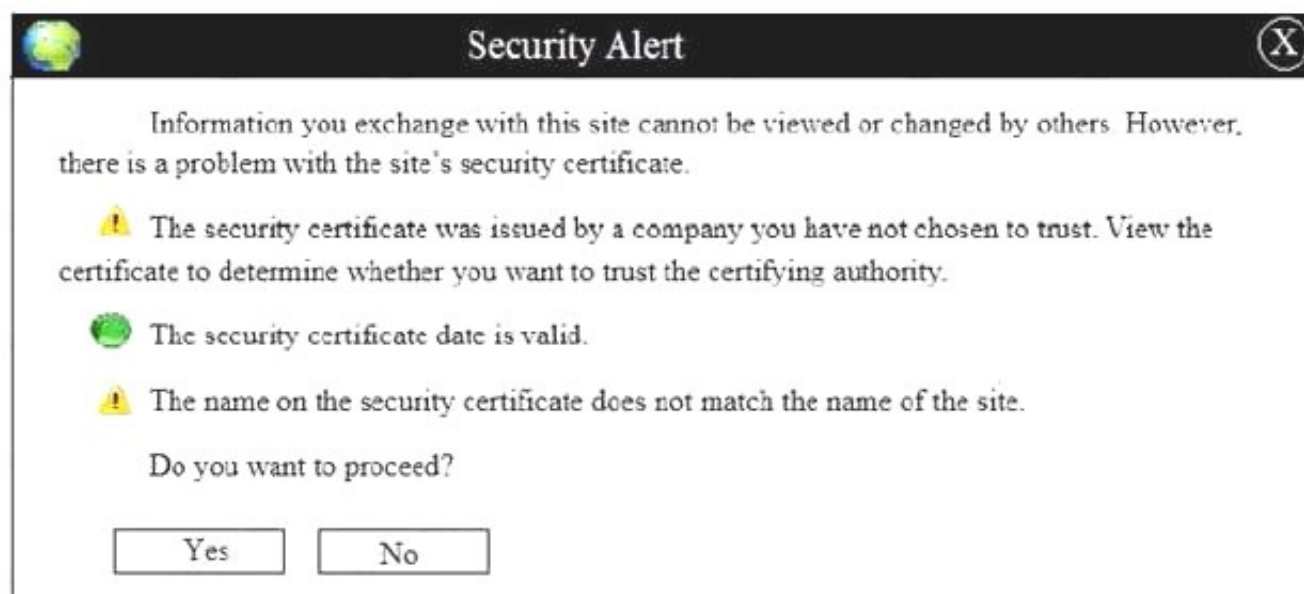 Security Alert
X
Information you exchange with this site cannot be viewed or changed by others. However,
there is a problem with the site's security certificate.
The security certificate was issued by a company you have not chosen to trust. View the
certificate to determine whether you want to trust the certifying authority.
The security certificate date is valid.
The name on the security certificate does not match the name of the site.
Do you want to proceed?
Yes No